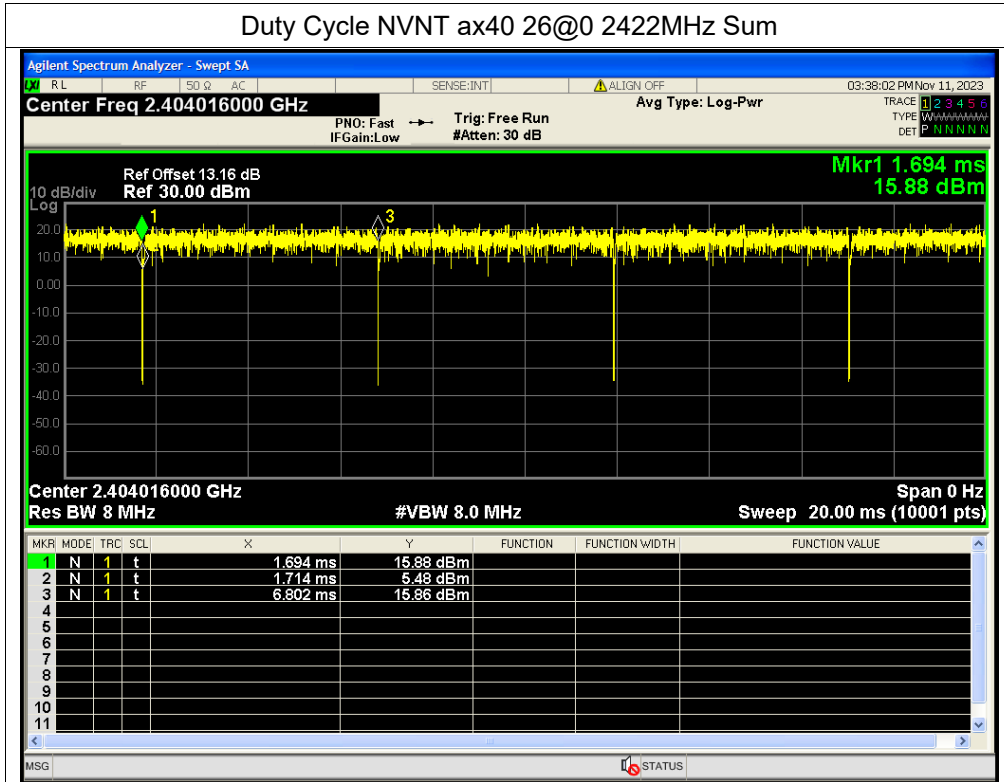 Duty Cycle NVNT ax40 26@0 2422MHz Sum
Agilent Spectrum Analyzer - Swept SA
LXI RL RF 50 Ω AC SENSE:INT ALIGN OFF 03:38:02 PM Nov 11, 2023
Center Freq 2.404016000 GHz Avg Type: Log-Pwr TRACE 1 2 3 4 5 6
PNO: Fast Trig: Free Run TYPE WWWWWW
IFGain:Low #Atten: 30 dB DET P N N N N N
Mkr1 1.694 ms
15.88 dBm
Ref Offset 13.16 dB
10 dB/div Ref 30.00 dBm
Log
1 3
20.0
10.0
0.00
-10.0
-20.0
-30.0
-40.0
-50.0
-60.0
Center 2.404016000 GHz Span 0 Hz
Res BW 8 MHz #VBW 8.0 MHz Sweep 20.00 ms (10001 pts)
MKR MODE TRC SCL X Y FUNCTION FUNCTION WIDTH FUNCTION VALUE
1 N 1 t 1.694 ms 15.88 dBm
2 N 1 t 1.714 ms 5.48 dBm
3 N 1 t 6.802 ms 15.86 dBm
4
5
6
7
8
9
10
11
MSG STATUS